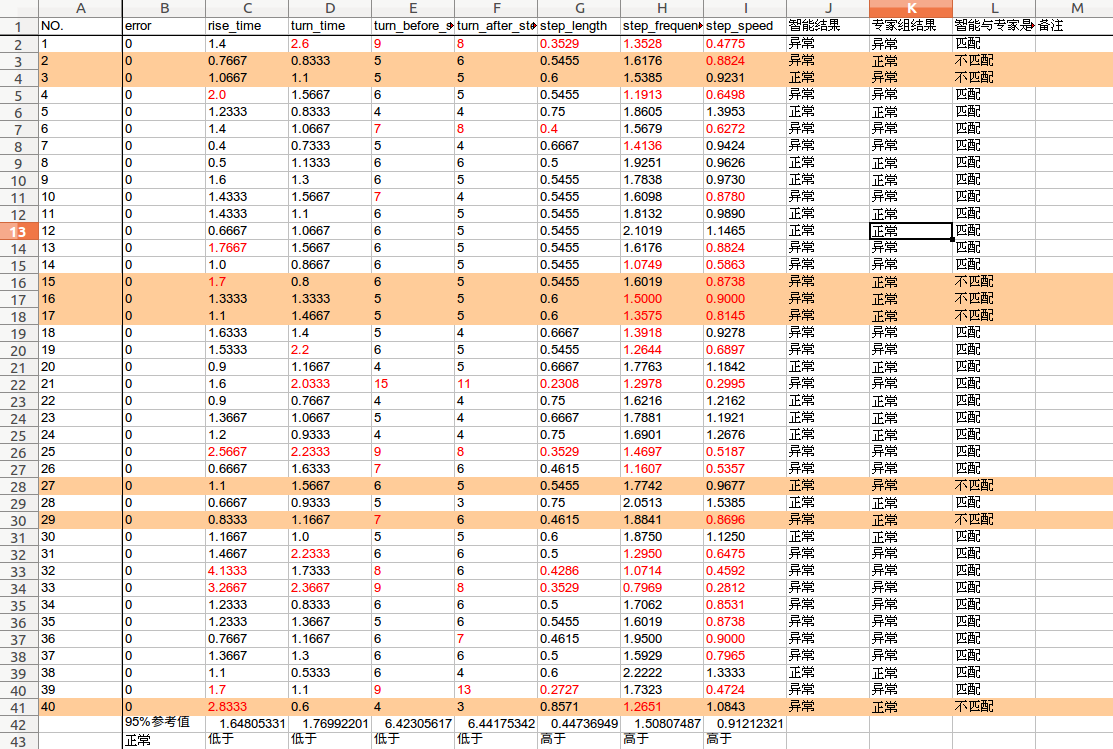 A B C D E F G H I J K L M
1 NO. error rise_time turn_time turn_before_s turn_after_ste step_length step_frequen step_speed 智能结果 专家组结果 智能与专家是 备注
2 1 0 1.4 2.6 9 8 0.3529 1.3528 0.4775 异常 异常 匹配
3 2 0 0.7667 0.8333 5 6 0.5455 1.6176 0.8824 异常 正常 不匹配
4 3 0 1.0667 1.1 5 5 0.6 1.5385 0.9231 正常 异常 不匹配
5 4 0 2.0 1.5667 6 5 0.5455 1.1913 0.6498 异常 异常 匹配
6 5 0 1.2333 0.8333 4 4 0.75 1.8605 1.3953 正常 正常 匹配
7 6 0 1.4 1.0667 7 8 0.4 1.5679 0.6272 异常 异常 匹配
8 7 0 0.4 0.7333 5 4 0.6667 1.4136 0.9424 异常 异常 匹配
9 8 0 0.5 1.1333 6 6 0.5 1.9251 0.9626 正常 正常 匹配
10 9 0 1.6 1.3 6 5 0.5455 1.7838 0.9730 正常 正常 匹配
11 10 0 1.4333 1.5667 7 4 0.5455 1.6098 0.8780 异常 异常 匹配
12 11 0 1.4333 1.1 6 5 0.5455 1.8132 0.9890 正常 正常 匹配
13 12 0 0.6667 1.0667 6 5 0.5455 2.1019 1.1465 正常 正常 匹配
14 13 0 1.7667 1.5667 6 5 0.5455 1.6176 0.8824 异常 异常 匹配
15 14 0 1.0 0.8667 6 5 0.5455 1.0749 0.5863 异常 异常 匹配
16 15 0 1.7 0.8 6 5 0.5455 1.6019 0.8738 异常 正常 不匹配
17 16 0 1.3333 1.3333 5 5 0.6 1.5000 0.9000 异常 正常 不匹配
18 17 0 1.1 1.4667 5 5 0.6 1.3575 0.8145 异常 正常 不匹配
19 18 0 1.6333 1.4 5 4 0.6667 1.3918 0.9278 异常 异常 匹配
20 19 0 1.5333 2.2 6 5 0.5455 1.2644 0.6897 异常 异常 匹配
21 20 0 0.9 1.1667 4 5 0.6667 1.7763 1.1842 正常 正常 匹配
22 21 0 1.6 2.0333 15 11 0.2308 1.2978 0.2995 异常 异常 匹配
23 22 0 0.9 0.7667 4 4 0.75 1.6216 1.2162 正常 正常 匹配
24 23 0 1.3667 1.0667 5 4 0.6667 1.7881 1.1921 正常 正常 匹配
25 24 0 1.2 0.9333 4 4 0.75 1.6901 1.2676 正常 正常 匹配
26 25 0 2.5667 2.2333 9 8 0.3529 1.4697 0.5187 异常 异常 匹配
27 26 0 0.6667 1.6333 7 6 0.4615 1.1607 0.5357 异常 异常 匹配
28 27 0 1.1 1.5667 6 5 0.5455 1.7742 0.9677 正常 异常 不匹配
29 28 0 0.6667 0.9333 5 3 0.75 2.0513 1.5385 正常 正常 匹配
30 29 0 0.8333 1.1667 7 6 0.4615 1.8841 0.8696 异常 正常 不匹配
31 30 0 1.1667 1.0 5 5 0.6 1.8750 1.1250 正常 正常 匹配
32 31 0 1.4667 2.2333 6 6 0.5 1.2950 0.6475 异常 异常 匹配
33 32 0 4.1333 1.7333 8 6 0.4286 1.0714 0.4592 异常 异常 匹配
34 33 0 3.2667 2.3667 9 8 0.3529 0.7969 0.2812 异常 异常 匹配
35 34 0 1.2333 0.8333 6 6 0.5 1.7062 0.8531 异常 异常 匹配
36 35 0 1.2333 1.3667 5 6 0.5455 1.6019 0.8738 异常 异常 匹配
37 36 0 0.7667 1.1667 6 7 0.4615 1.9500 0.9000 异常 异常 匹配
38 37 0 1.3667 1.3 6 6 0.5 1.5929 0.7965 异常 异常 匹配
39 38 0 1.1 0.5333 6 4 0.6 2.2222 1.3333 正常 正常 匹配
40 39 0 1.7 1.1 9 13 0.2727 1.7323 0.4724 异常 异常 匹配
41 40 0 2.8333 0.6 4 3 0.8571 1.2651 1.0843 异常 正常 不匹配
42 95%参考值 1.64805331 1.76992201 6.42305617 6.44175342 0.44736949 1.50807487 0.91212321
43 正常 低于 低于 低于 低于 高于 高于 高于